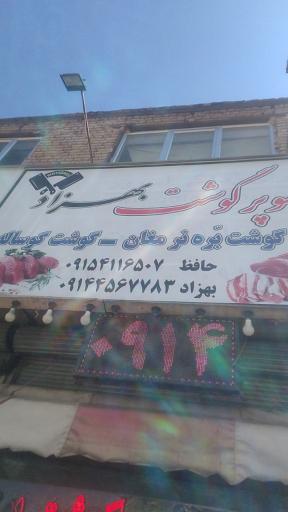 سوپر گوشت بهزاد
گوشت بره نر مغان - گوشت گوساله
حافظ ۰۹۱۵۴۱۱۶۵۰۷
بهزاد ۰۹۱۴۴۵۶۷۷۸۳
۰۹۱۴